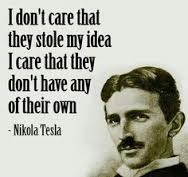 I don't care that
they stole my idea
I care that they
don't have any
of their own
- Nikola Tesla